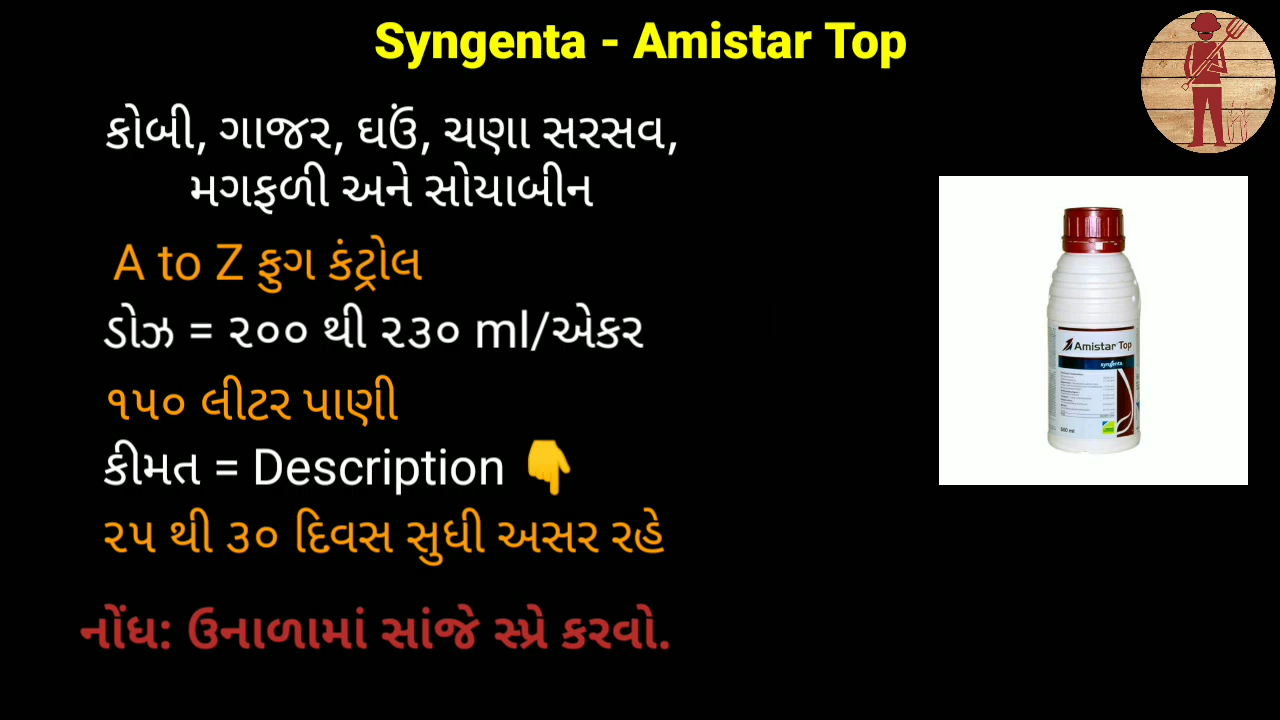 Syngenta - Amistar Top
કોબી, ગાજર, ઘઉં, ચણા સરસવ,
મગફળી અને સોયાબીન
A to Z ફુગ કંટ્રોલ
ડોઝ = ૨૦૦ થી ૨૩૦ ml/એકર
૧૫૦ લીટર પાણી
કીમત = Description 👇
૨૫ થી ૩૦ દિવસ સુધી અસર રહે
નોંધ: ઉનાળામાં સાંજે સ્પ્રે કરવો.
Amistar Top
syngenta